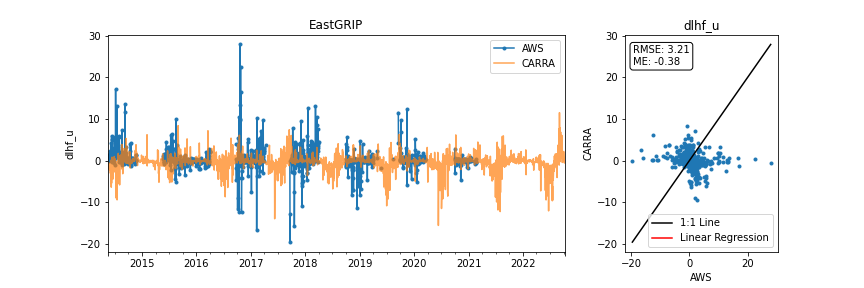 EastGRIP
dlhf_u
30
20
10
0
−10
−20
2015
2016
2017
2018
2019
2020
2021
2022
AWS
CARRA
dlhf_u
CARRA
30
20
10
0
−10
−20
RMSE: 3.21
ME: -0.38
1:1 Line
Linear Regression
−20
0
20
AWS